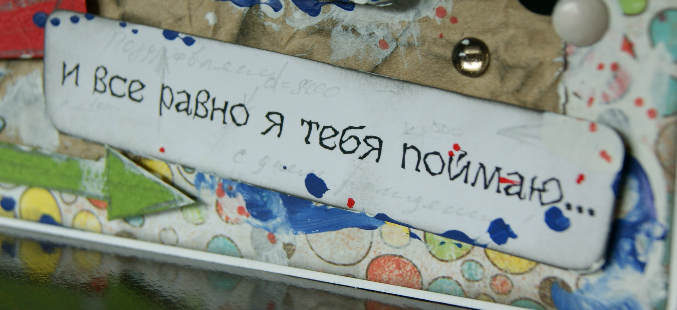 и все равно я тебя поймаю...